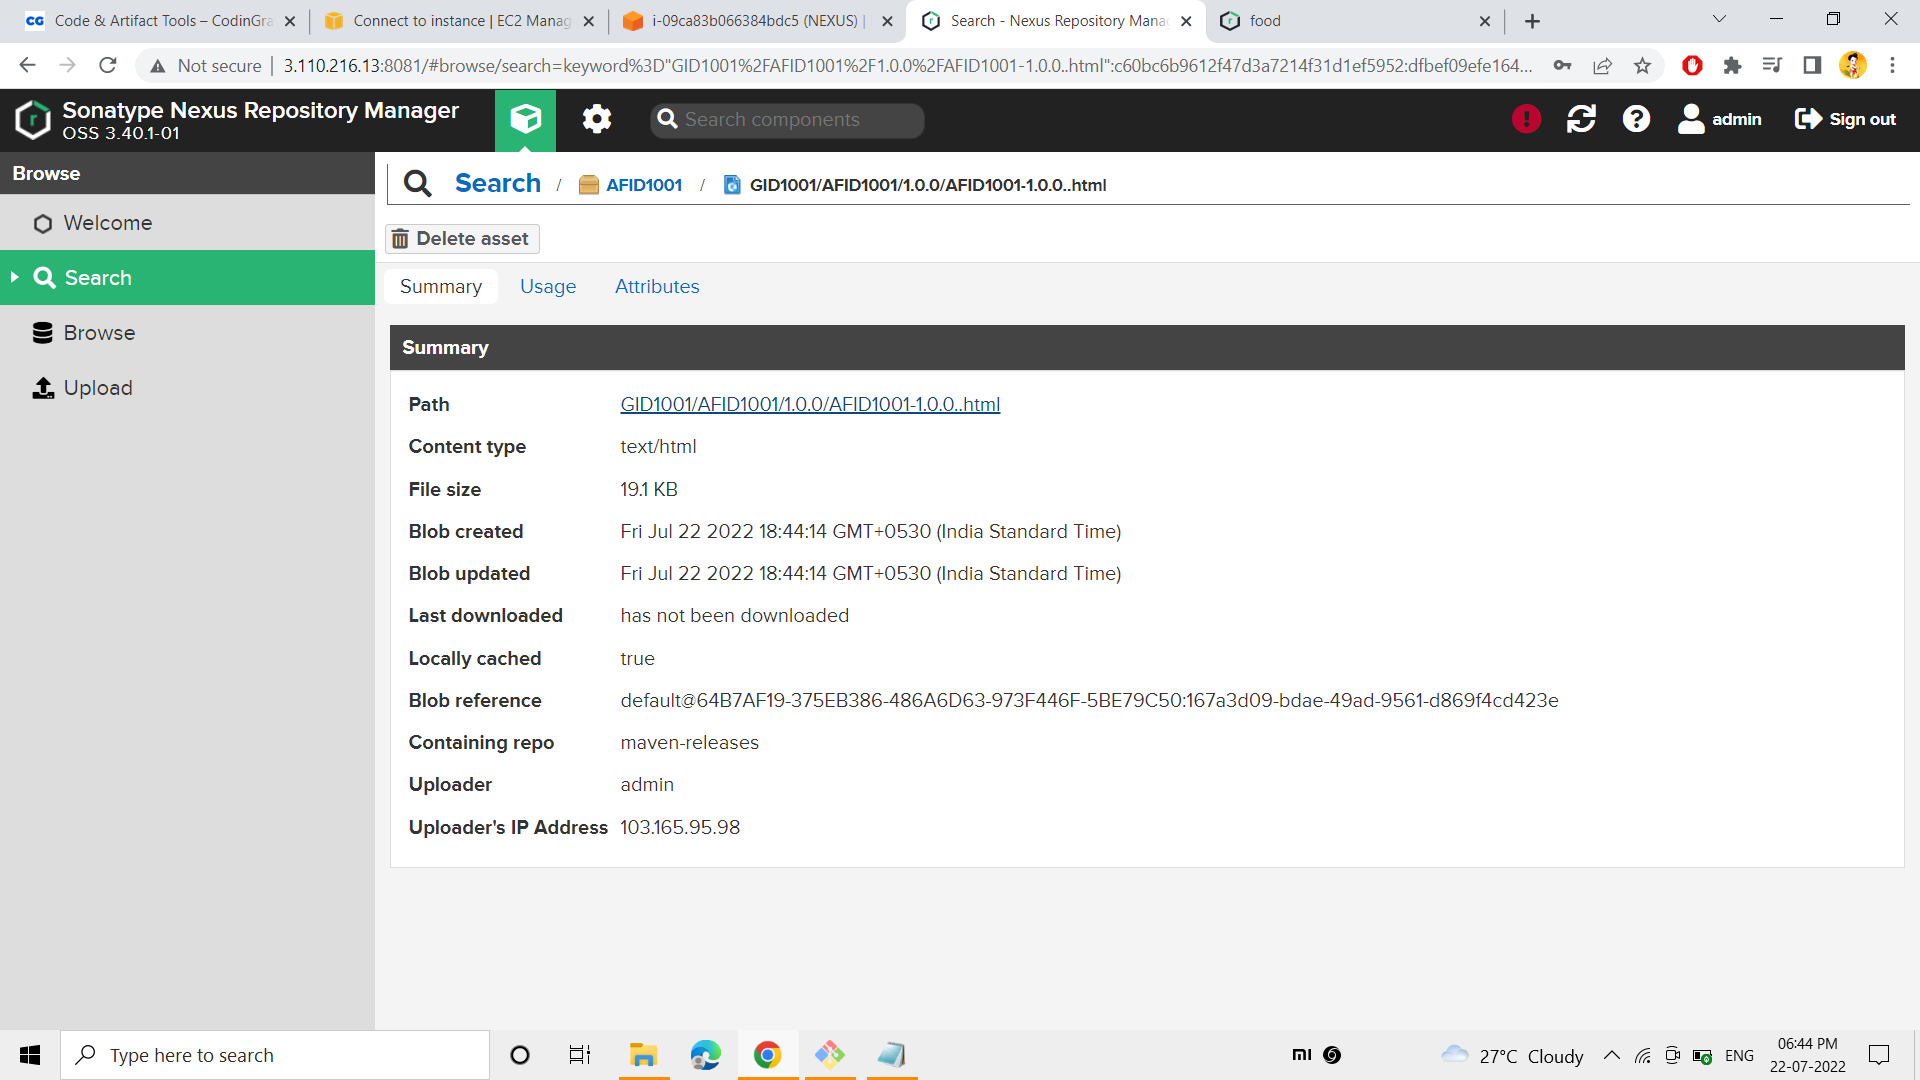 Code & Artifact Tools – CodinGra
Connect to instance | EC2 Manag
i-09ca83b066384bdc5 (NEXUS) |
Search - Nexus Repository Mana
food
Not secure
3.110.216.13:8081/#browse/search=keyword%3D"GID1001%2FAFID1001%2F1.0.0%2FAFID1001-1.0.0..html":c60bc6b9612f47d3a7214f31d1ef5952:dfbef09efe164...
Sonatype Nexus Repository Manager
OSS 3.40.1-01
Search components
admin
Sign out
Browse
Welcome
Search
Browse
Upload
Search / AFID1001 / GID1001/AFID1001/1.0.0/AFID1001-1.0.0..html
Delete asset
Summary Usage Attributes
Summary
Path GID1001/AFID1001/1.0.0/AFID1001-1.0.0..html
Content type text/html
File size 19.1 KB
Blob created Fri Jul 22 2022 18:44:14 GMT+0530 (India Standard Time)
Blob updated Fri Jul 22 2022 18:44:14 GMT+0530 (India Standard Time)
Last downloaded has not been downloaded
Locally cached true
Blob reference default@64B7AF19-375EB386-486A6D63-973F446F-5BE79C50:167a3d09-bdae-49ad-9561-d869f4cd423e
Containing repo maven-releases
Uploader admin
Uploader's IP Address 103.165.95.98
Type here to search
27°C Cloudy
ENG
06:44 PM
22-07-2022